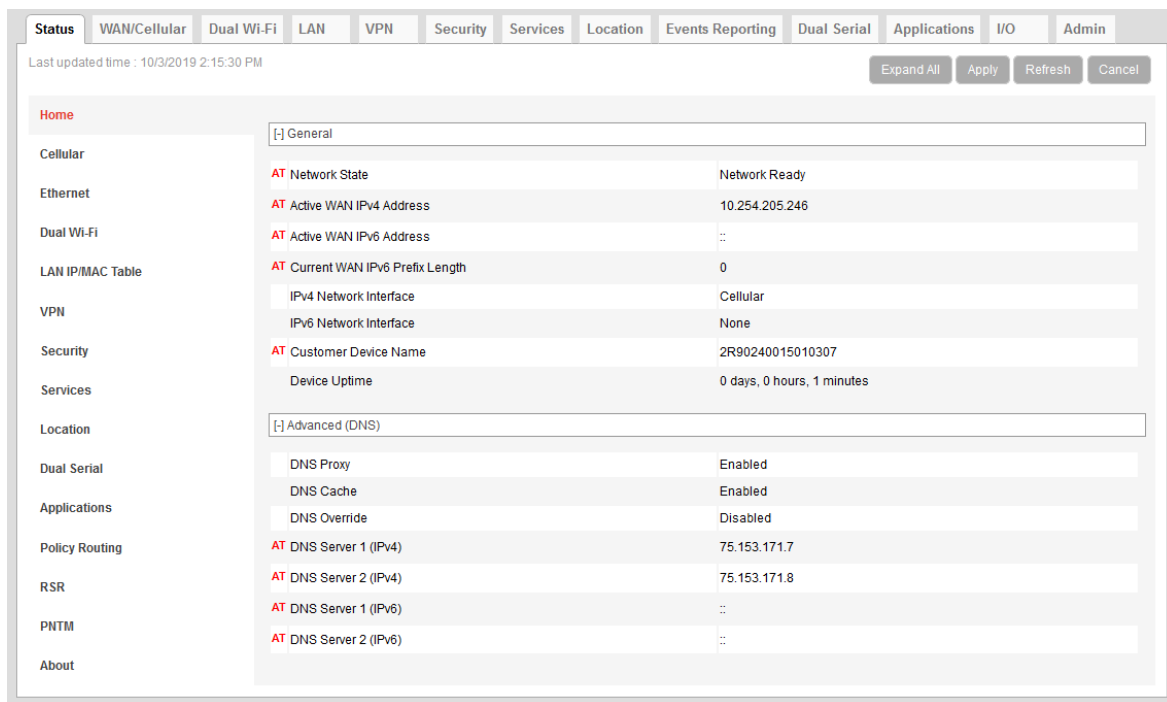 Status WAN/Cellular Dual Wi-Fi LAN VPN Security Services Location Events Reporting Dual Serial Applications I/O Admin
Last updated time : 10/3/2019 2:15:30 PM
Expand All Apply Refresh Cancel
Home
Cellular
Ethernet
Dual Wi-Fi
LAN IP/MAC Table
VPN
Security
Services
Location
Dual Serial
Applications
Policy Routing
RSR
PNTM
About
[-] General
AT Network State Network Ready
AT Active WAN IPv4 Address 10.254.205.246
AT Active WAN IPv6 Address ::
AT Current WAN IPv6 Prefix Length 0
IPv4 Network Interface Cellular
IPv6 Network Interface None
AT Customer Device Name 2R90240015010307
Device Uptime 0 days, 0 hours, 1 minutes
[-] Advanced (DNS)
DNS Proxy Enabled
DNS Cache Enabled
DNS Override Disabled
AT DNS Server 1 (IPv4) 75.153.171.7
AT DNS Server 2 (IPv4) 75.153.171.8
AT DNS Server 1 (IPv6) ::
AT DNS Server 2 (IPv6) ::